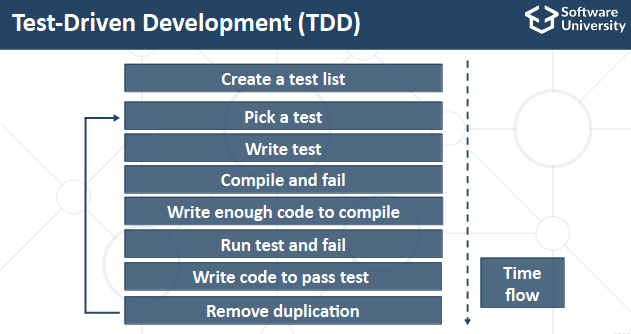 Test-Driven Development (TDD)
Software
University
Create a test list
Pick a test
Write test
Compile and fail
Write enough code to compile
Run test and fail
Write code to pass test
Remove duplication
Time
flow